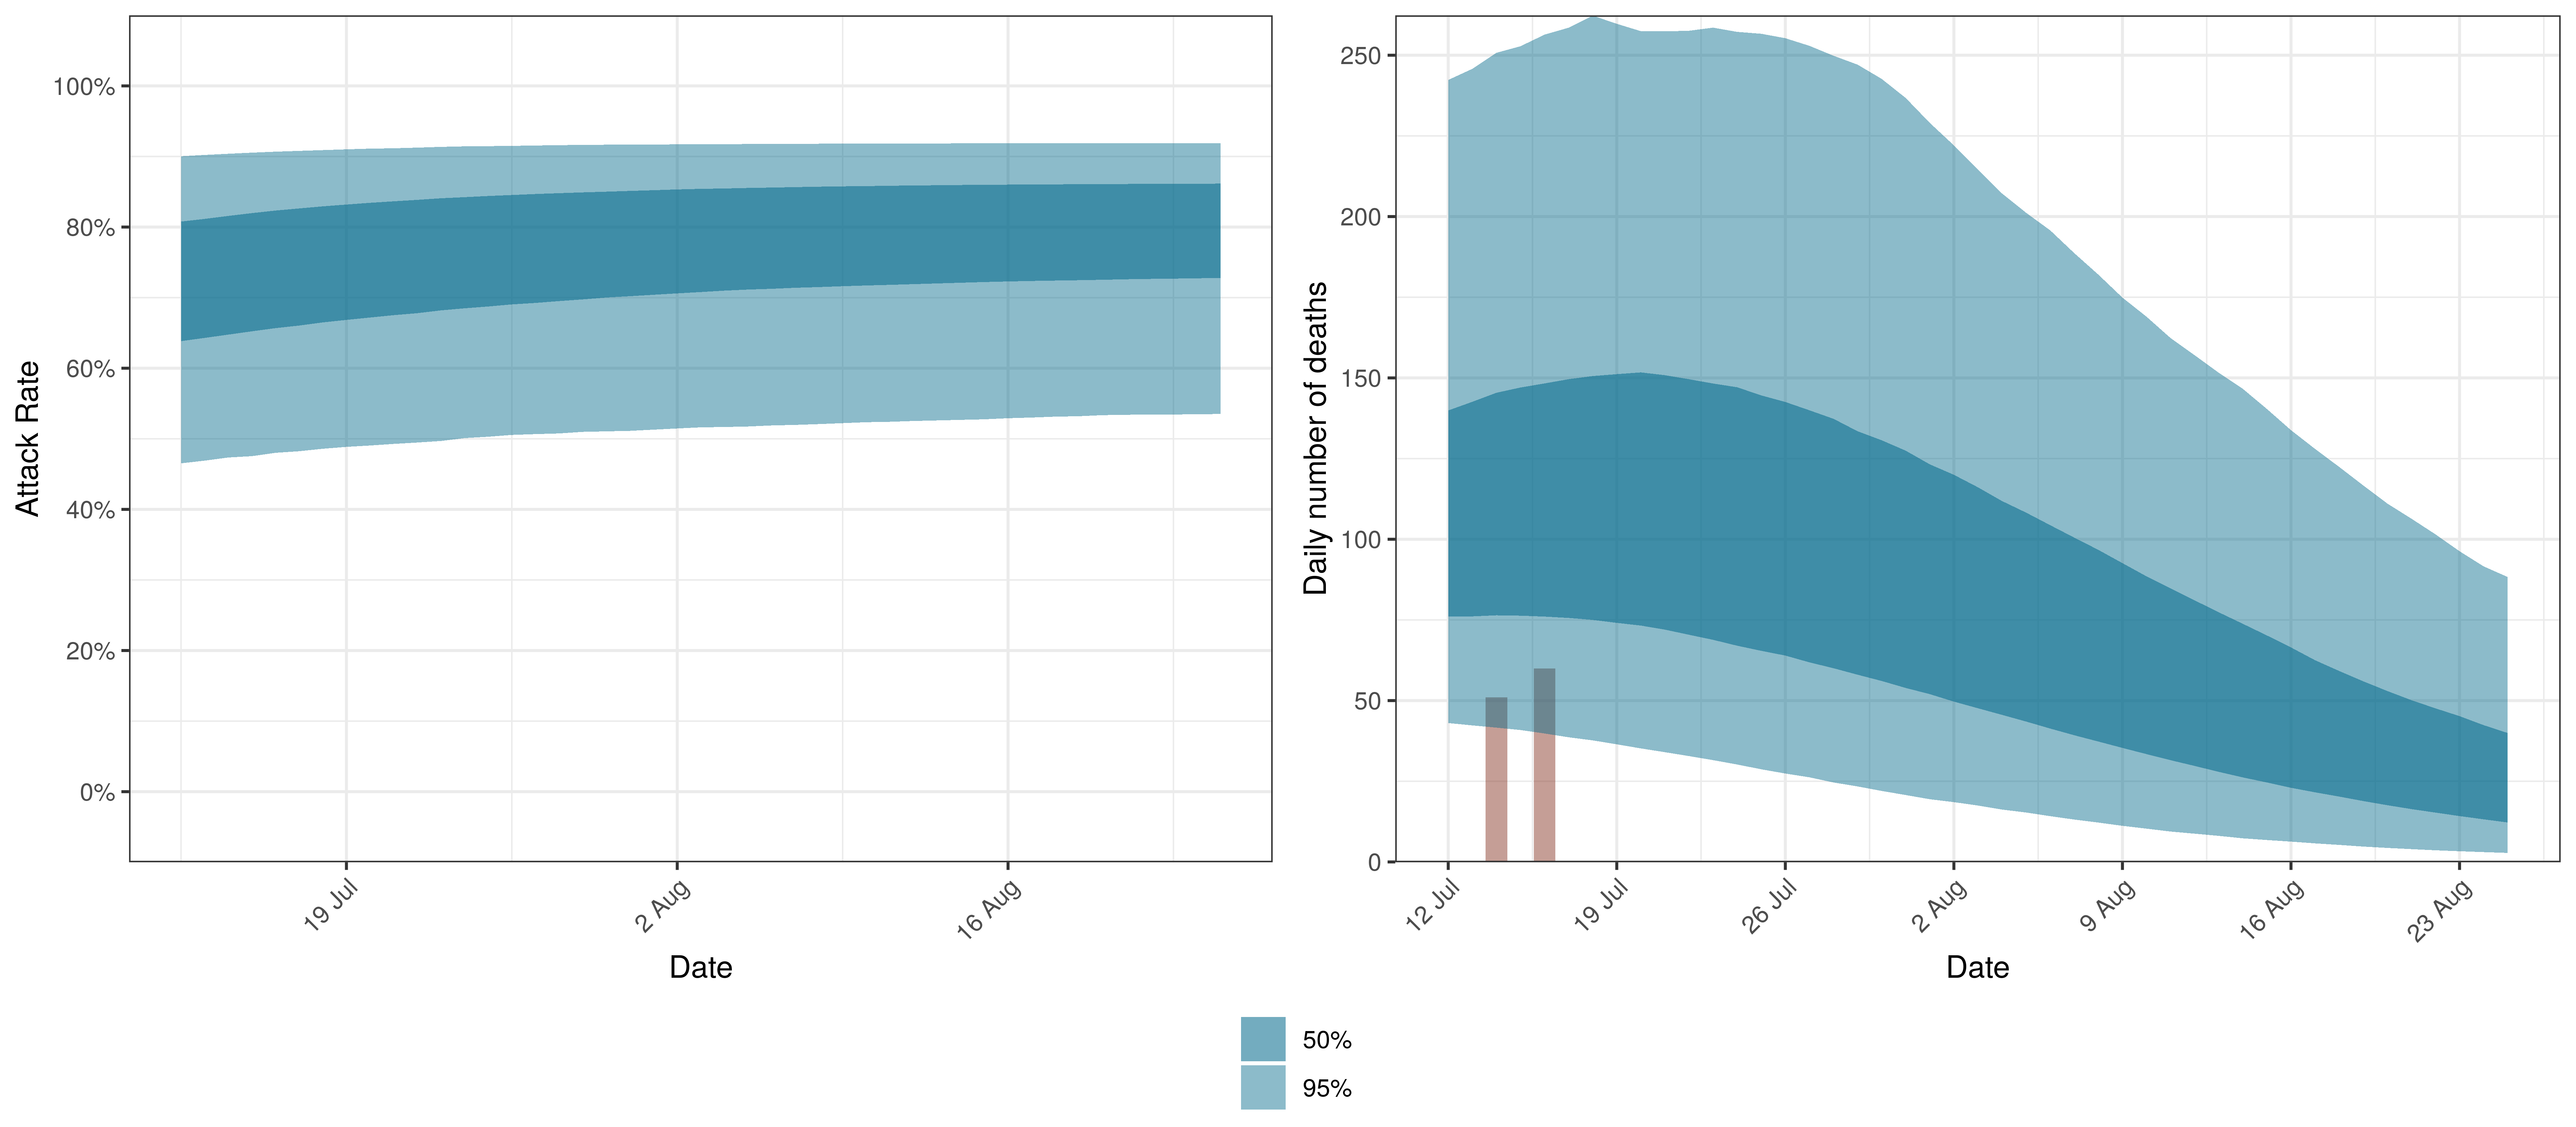 Attack Rate
100%
80%
60%
40%
20%
0%
19 Jul
2 Aug
16 Aug
Date
Daily number of deaths
250
200
150
100
50
0
12 Jul
19 Jul
26 Jul
2 Aug
9 Aug
16 Aug
23 Aug
Date
50%
95%